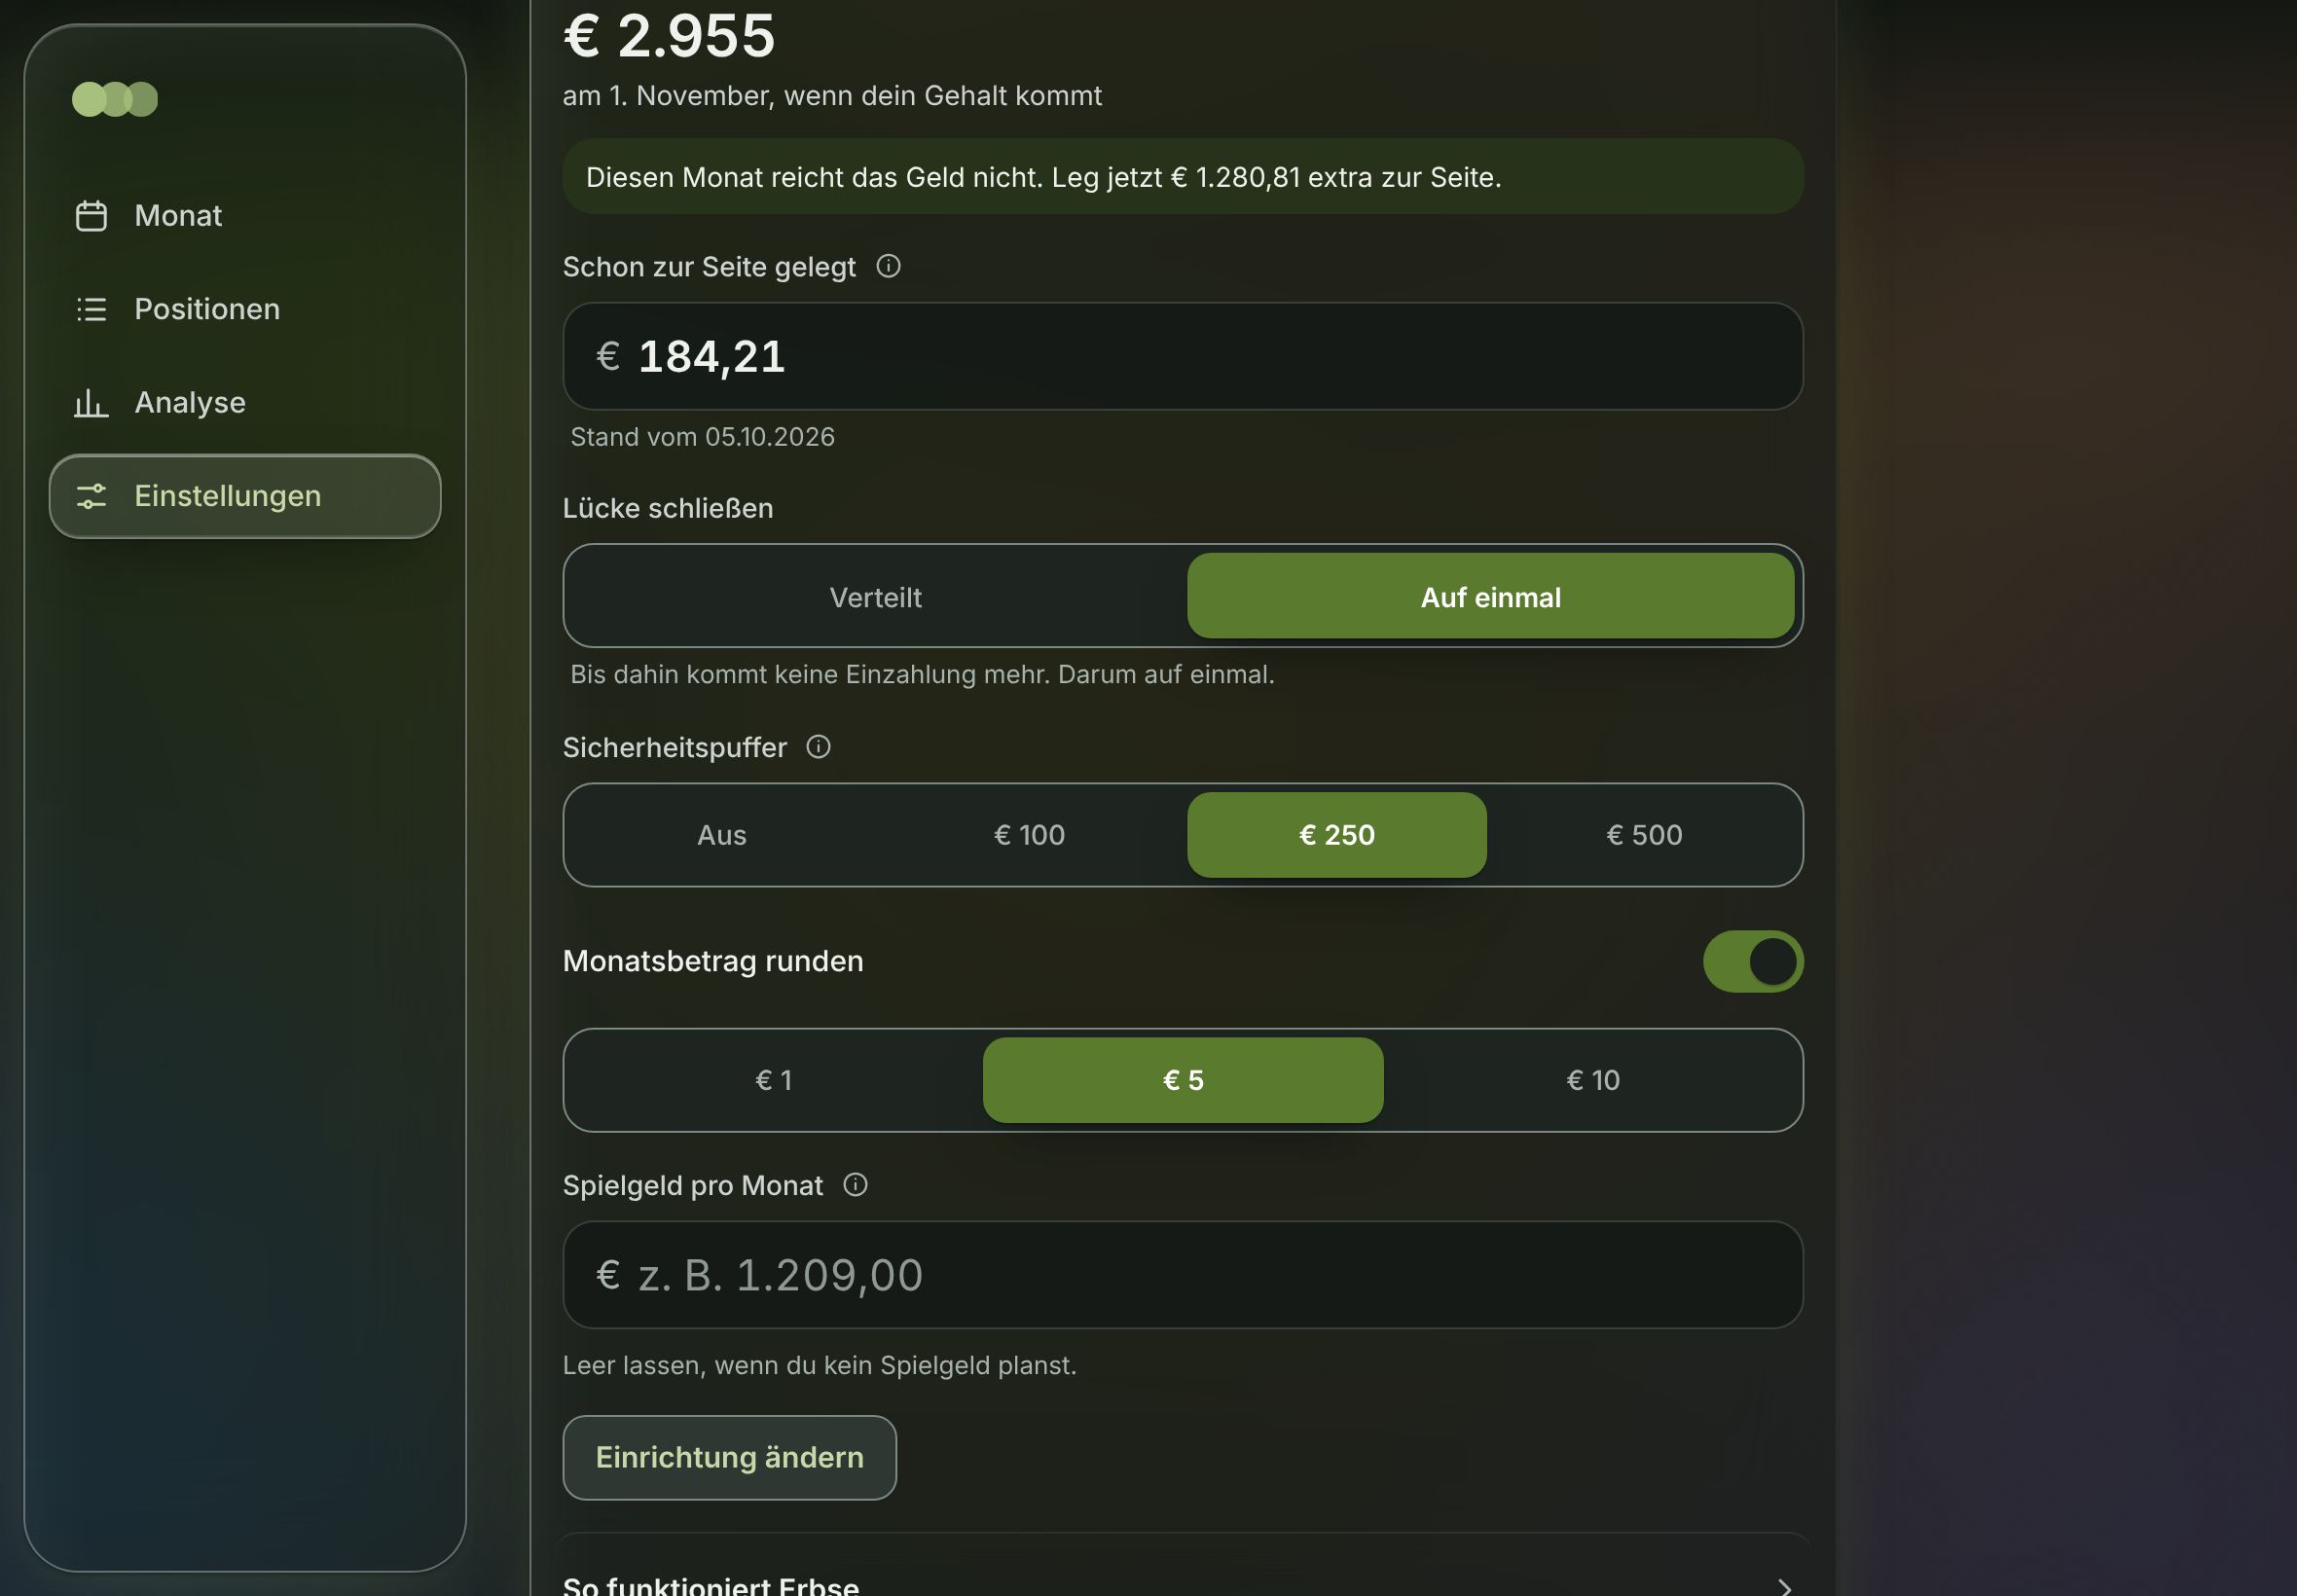 € 2.955
am 1. November, wenn dein Gehalt kommt
Diesen Monat reicht das Geld nicht. Leg jetzt € 1.280,81 extra zur Seite.
Monat
Positionen
Analyse
Einstellungen
Schon zur Seite gelegt
€ 184,21
Stand vom 05.10.2026
Lücke schließen
Verteilt Auf einmal
Bis dahin kommt keine Einzahlung mehr. Darum auf einmal.
Sicherheitspuffer
Aus € 100 € 250 € 500
Monatsbetrag runden
€ 1 € 5 € 10
Spielgeld pro Monat
€ z. B. 1.209,00
Leer lassen, wenn du kein Spielgeld planst.
Einrichtung ändern
So funktioniert Erbse